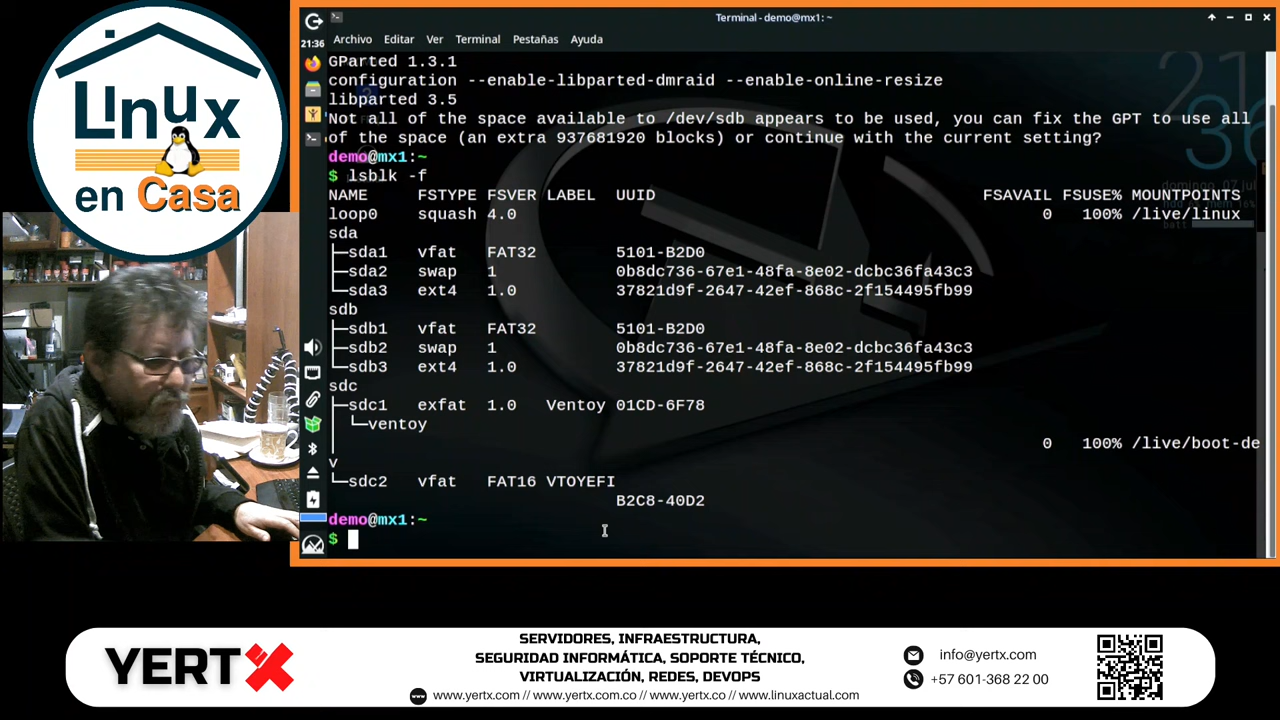 Linux
en Casa
Terminal - demo@mx1: ~
21:36
Archivo Editar Ver Terminal Pestañas Ayuda
GParted 1.3.1
configuration --enable-libparted-dmraid --enable-online-resize
libparted 3.5
Not all of the space available to /dev/sdb appears to be used, you can fix the GPT to use all
of the space (an extra 937681920 blocks) or continue with the current setting?
demo@mx1:~
$ lsblk -f
NAME FSTYPE FSVER LABEL UUID FSAVAIL FSUSE% MOUNTPOINTS
loop0 squash 4.0 0 100% /live/linux
sda
├─sda1 vfat FAT32 5101-B2D0
├─sda2 swap 1 0b8dc736-67e1-48fa-8e02-dcbc36fa43c3
└─sda3 ext4 1.0 37821d9f-2647-42ef-868c-2f154495fb99
sdb
├─sdb1 vfat FAT32 5101-B2D0
├─sdb2 swap 1 0b8dc736-67e1-48fa-8e02-dcbc36fa43c3
└─sdb3 ext4 1.0 37821d9f-2647-42ef-868c-2f154495fb99
sdc
├─sdc1 exfat 1.0 Ventoy 01CD-6F78
│ └─ventoy
│ 0 100% /live/boot-de
v
└─sdc2 vfat FAT16 VTOYEFI
B2C8-40D2
demo@mx1:~
$
21
36
domingo 07 jul
YERTX
SERVIDORES, INFRAESTRUCTURA,
SEGURIDAD INFORMÁTICA, SOPORTE TÉCNICO,
VIRTUALIZACIÓN, REDES, DEVOPS
www.yertx.com // www.yertx.com.co // www.yertx.co // www.linuxactual.com
info@yertx.com
+57 601-368 22 00